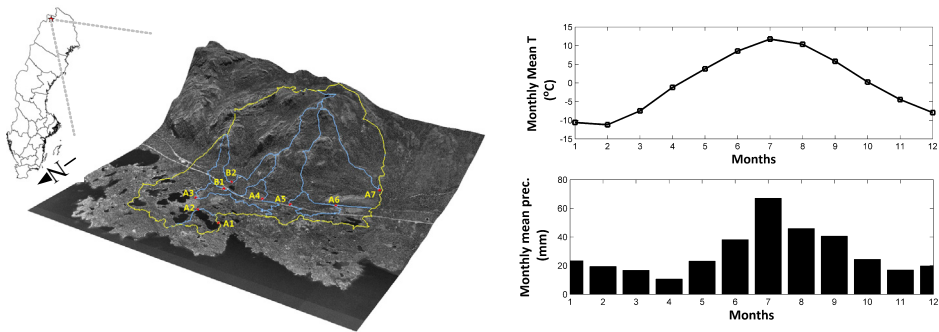 N
B2
B1
A3
A4
A5
A6
A7
A2
A1
Monthly Mean T
(°C)
15
10
5
0
-5
-10
-15
1 2 3 4 5 6 7 8 9 10 11 12
Months
Monthly mean prec.
(mm)
80
60
40
20
0
1 2 3 4 5 6 7 8 9 10 11 12
Months